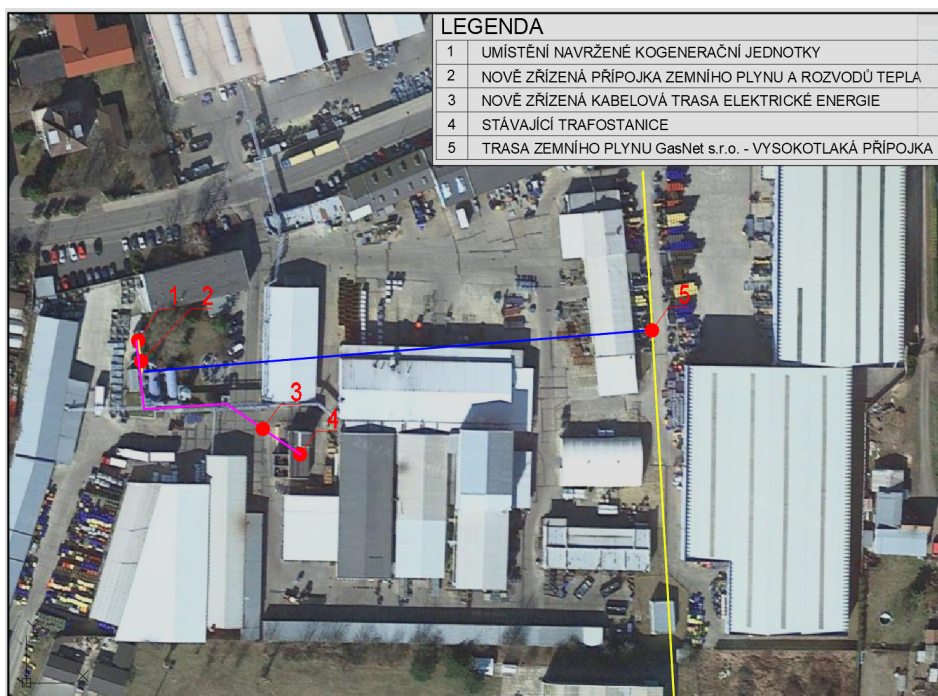 LEGENDA
1 UMÍSTĚNÍ NAVRŽENÉ KOGENERAČNÍ JEDNOTKY
2 NOVĚ ZŘÍZENÁ PŘÍPOJKA ZEMNÍHO PLYNU A ROZVODŮ TEPLA
3 NOVĚ ZŘÍZENÁ KABELOVÁ TRASA ELEKTRICKÉ ENERGIE
4 STÁVAJÍCÍ TRAFOSTANICE
5 TRASA ZEMNÍHO PLYNU GasNet s.r.o. - VYSOKOTLAKÁ PŘÍPOJKA
1 2
5
3
4